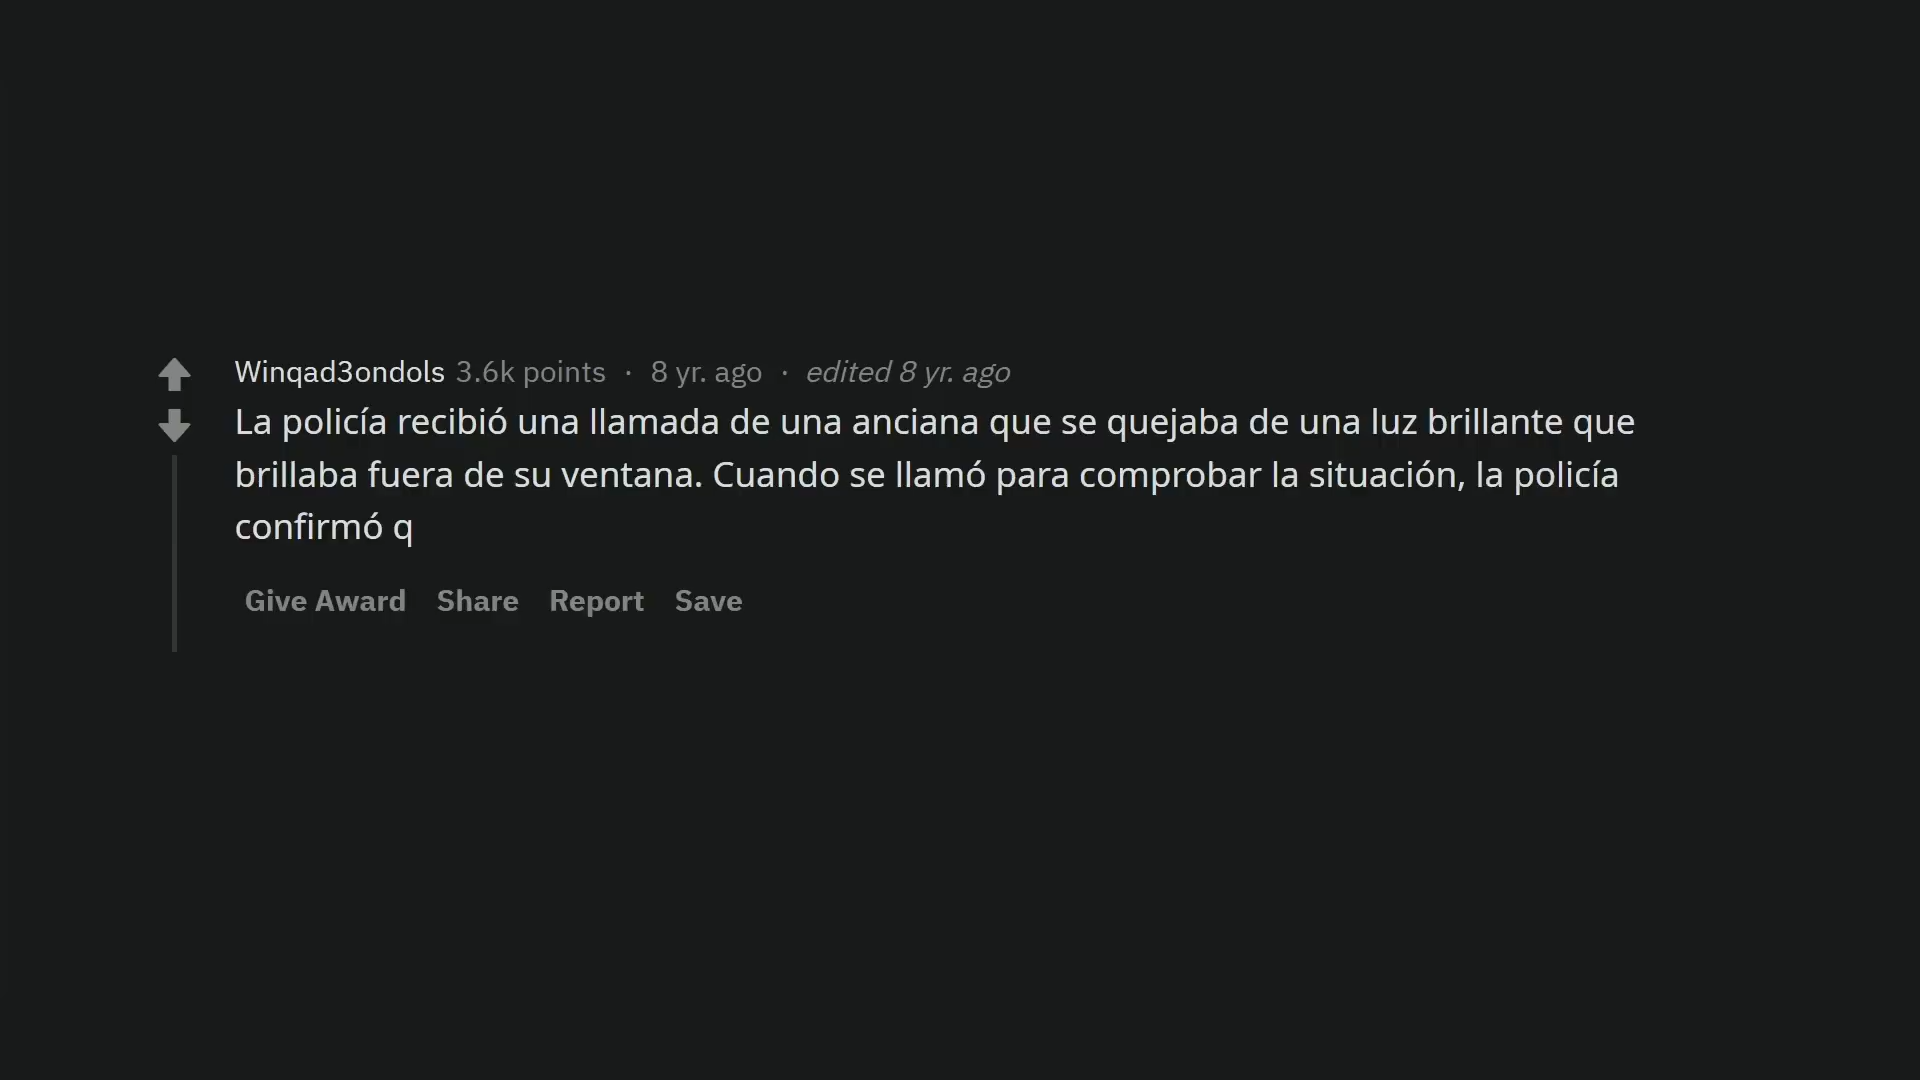 Winqad3ondols 3.6k points · 8 yr. ago · edited 8 yr. ago
La policía recibió una llamada de una anciana que se quejaba de una luz brillante que
brillaba fuera de su ventana. Cuando se llamó para comprobar la situación, la policía
confirmó q
Give Award Share Report Save